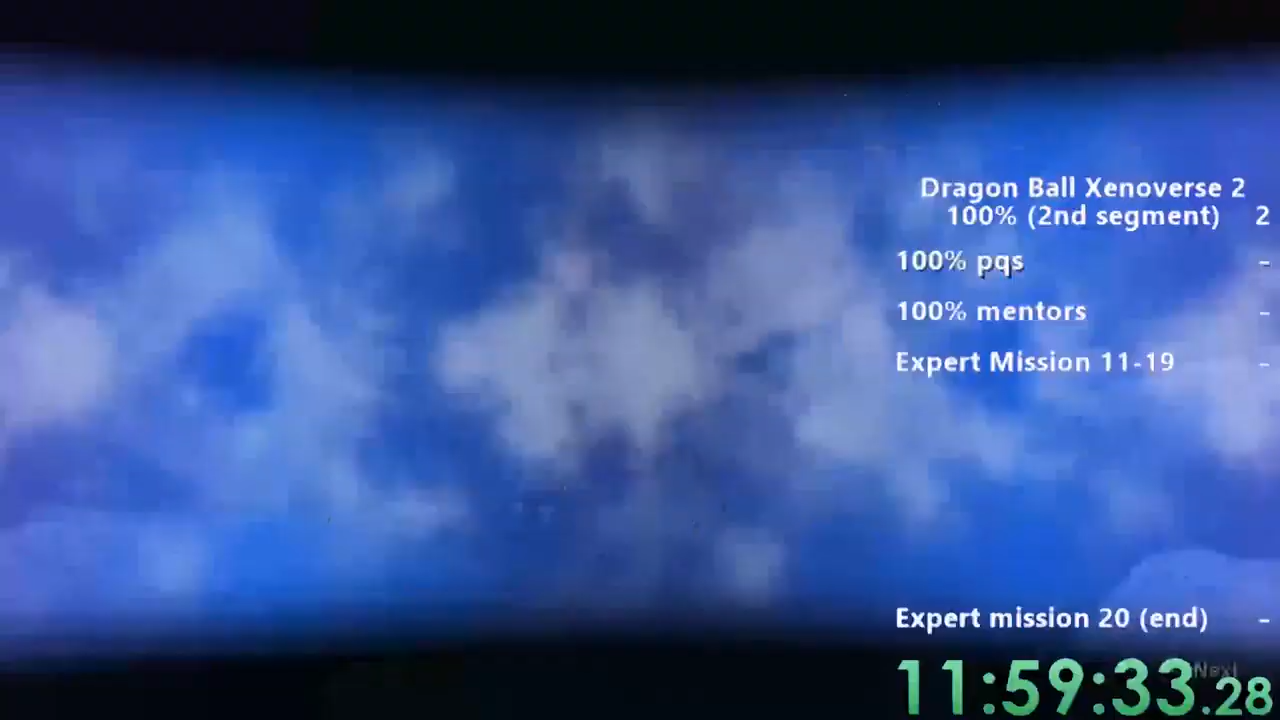 Dragon Ball Xenoverse 2
100% (2nd segment) 2
100% pqs -
100% mentors -
Expert Mission 11-19 -
Expert mission 20 (end) -
Next
11:59:33.28